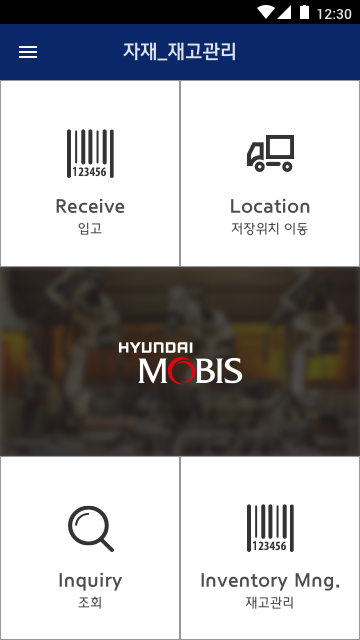 12:30
자재_재고관리
123456
Receive
입고
Location
저장위치 이동
HYUNDAI
MOBIS
Inquiry
조회
123456
Inventory Mng.
재고관리